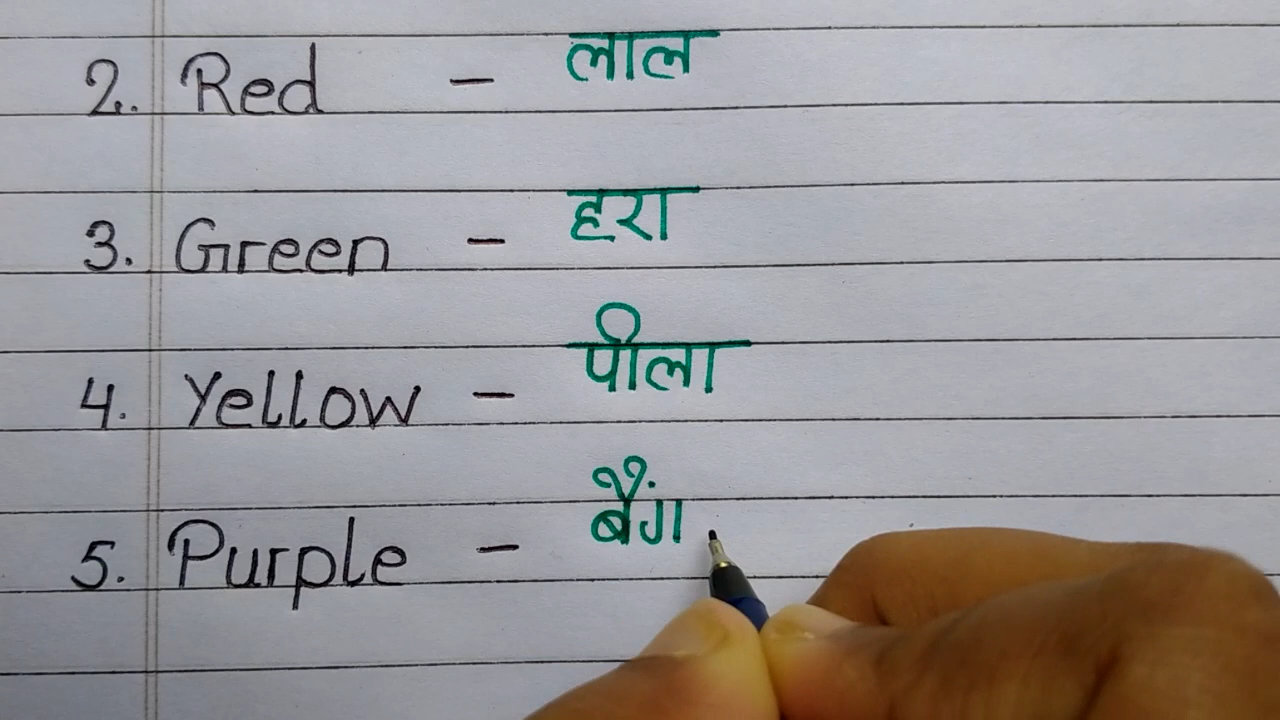 2. Red - लाल
3. Green - हरा
4. Yellow - पीला
5. Purple - बैंग